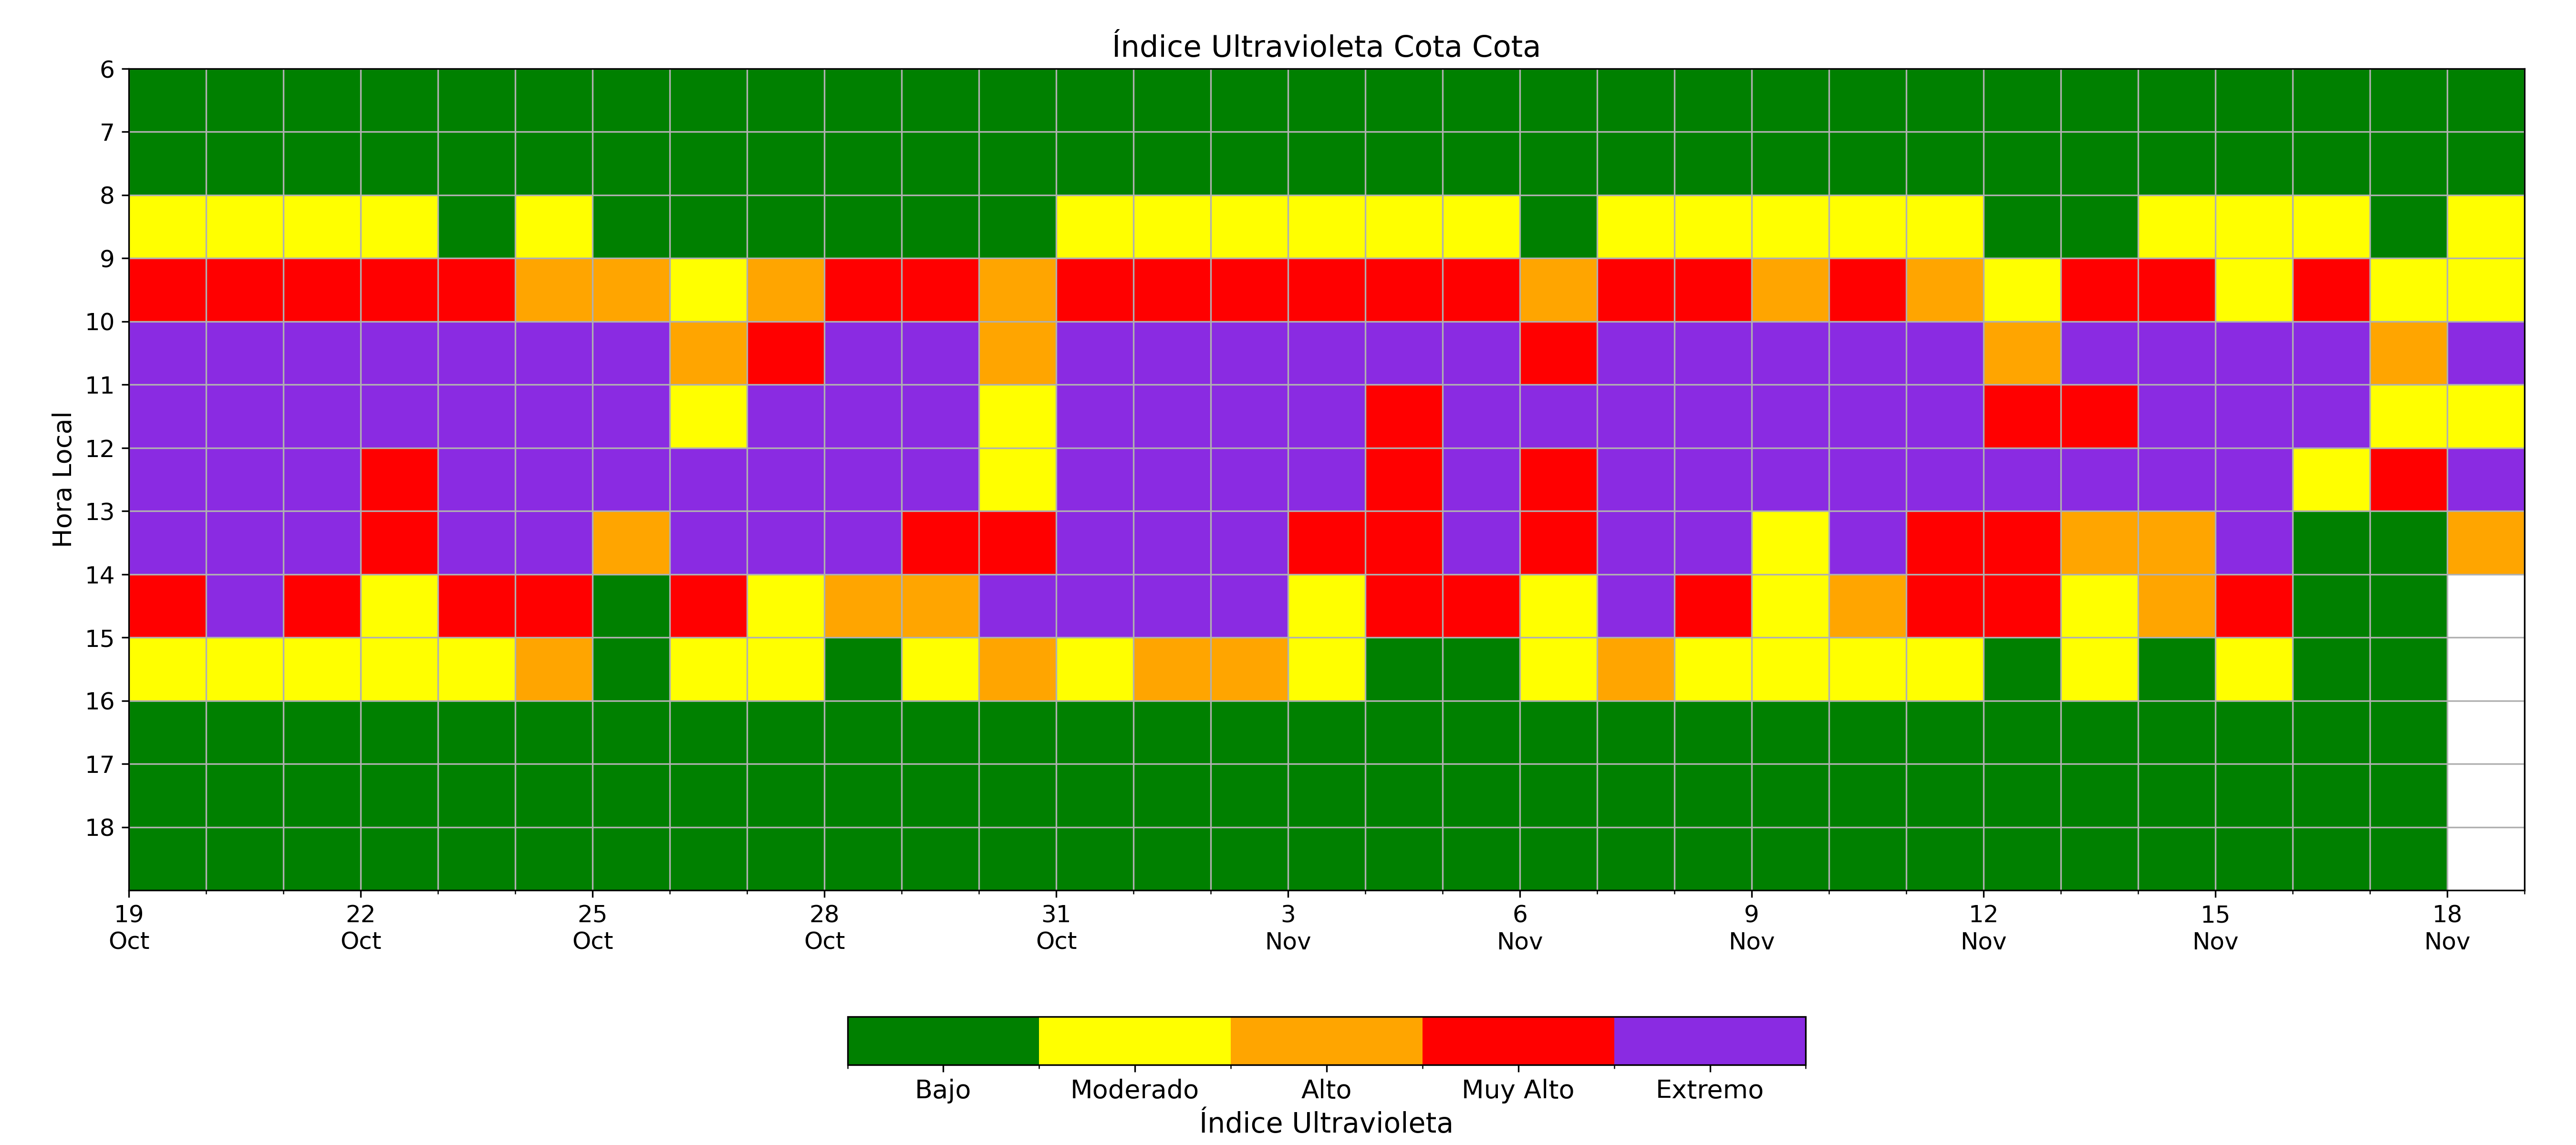 Índice Ultravioleta Cota Cota
6
7
8
9
10
11
12
13
14
15
16
17
18
Hora Local
19 22 25 28 31 3 6 9 12 15 18
Oct Oct Oct Oct Oct Nov Nov Nov Nov Nov Nov
Bajo Moderado Alto Muy Alto Extremo
Índice Ultravioleta